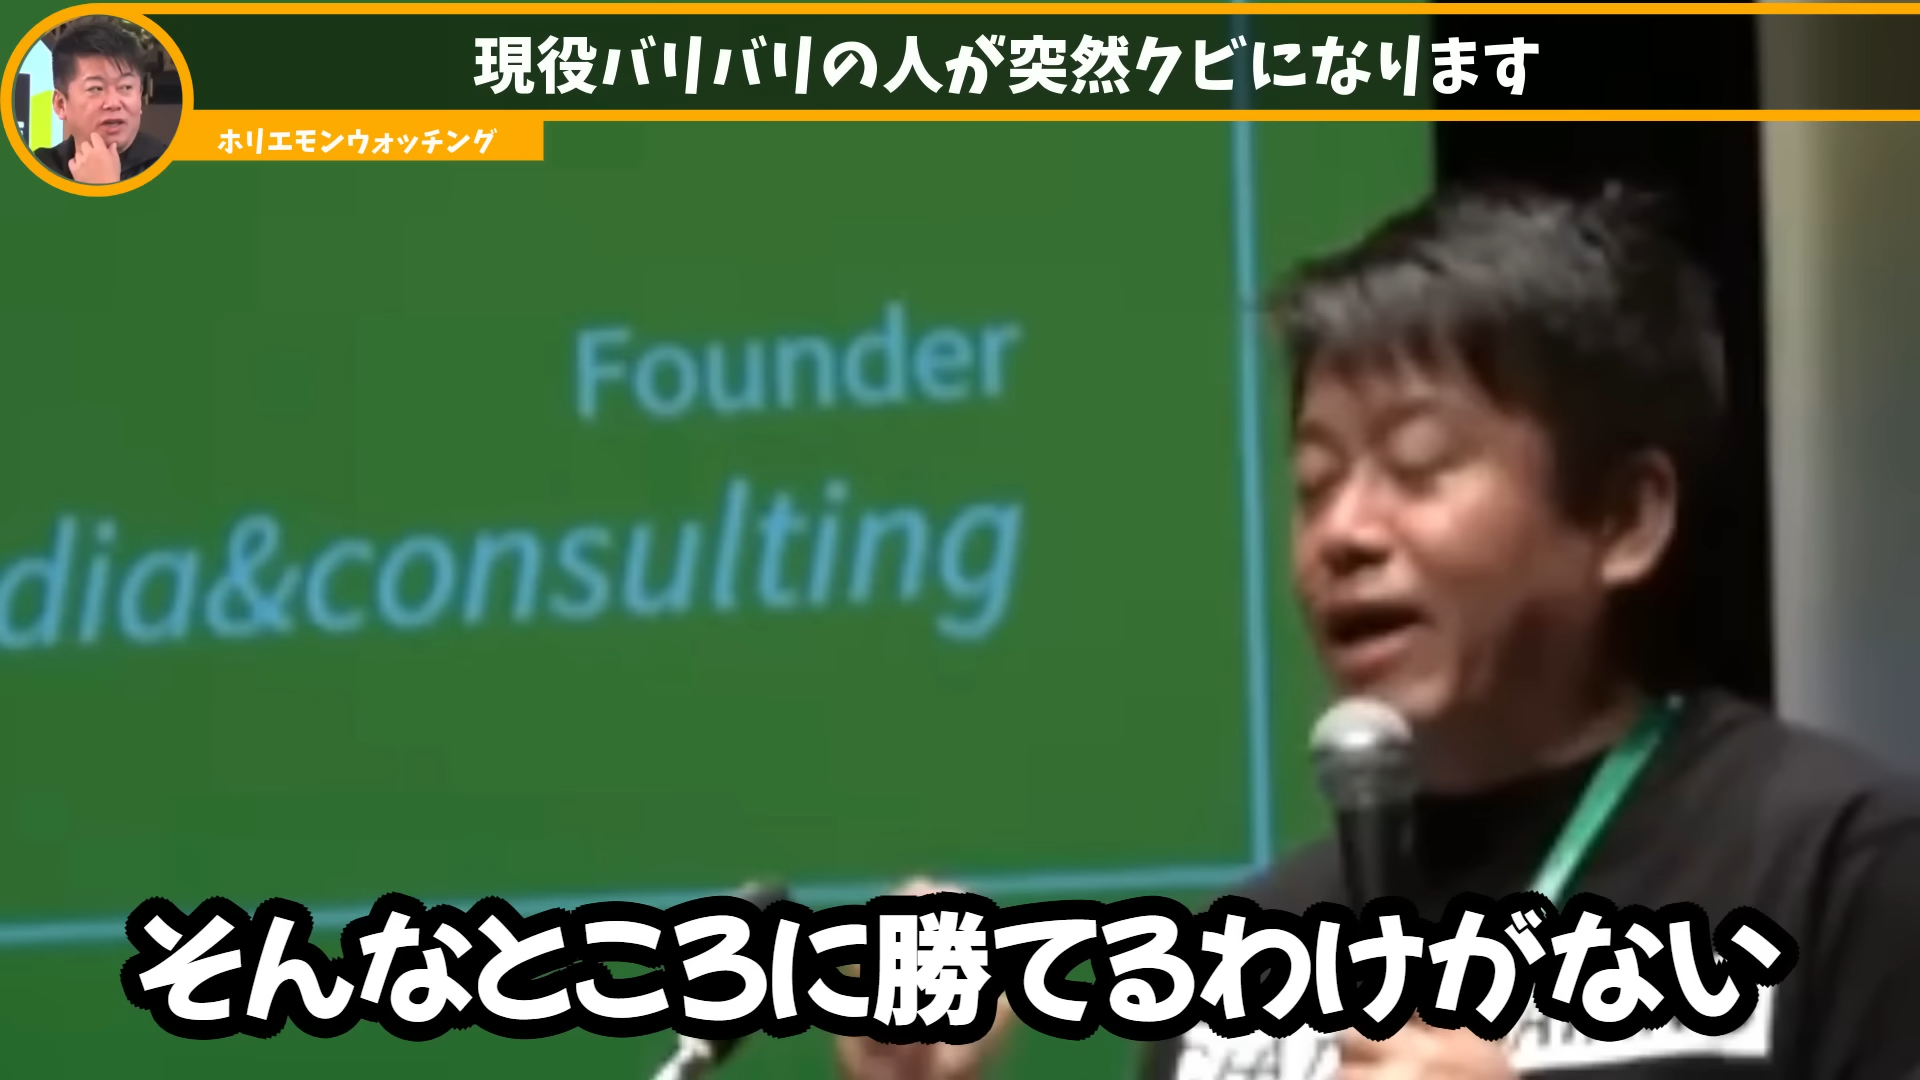 現役バリバリの人が突然クビになります
ホリエモンウォッチング
Founder
dia&consulting
そんなところに勝てるわけがない